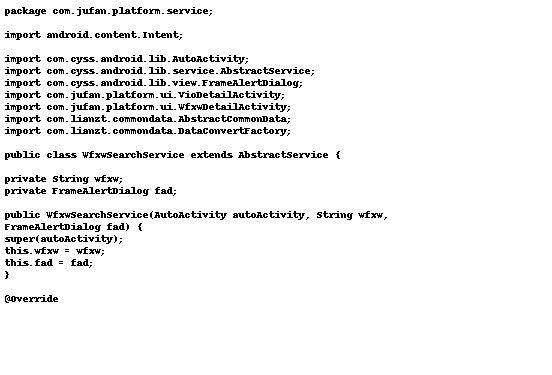 package com.jufan.platform.service;
import android.content.Intent;
import com.cyss.android.lib.AutoActivity;
import com.cyss.android.lib.service.AbstractService;
import com.cyss.android.lib.view.FrameAlertDialog;
import com.jufan.platform.ui.VioDetailActivity;
import com.jufan.platform.ui.WfxwDetailActivity;
import com.lianzt.commondata.AbstractCommonData;
import com.lianzt.commondata.DataConvertFactory;
public class WfxwSearchService extends AbstractService {
private String wfxw;
private FrameAlertDialog fad;
public WfxwSearchService(AutoActivity autoActivity, String wfxw,
FrameAlertDialog fad) {
super(autoActivity);
this.wfxw = wfxw;
this.fad = fad;
}
@Override